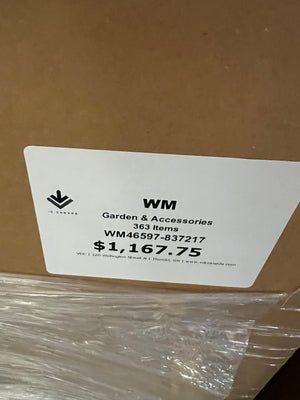 WM
Garden & Accessories
363 Items
WM46597-837217
$1,167.75